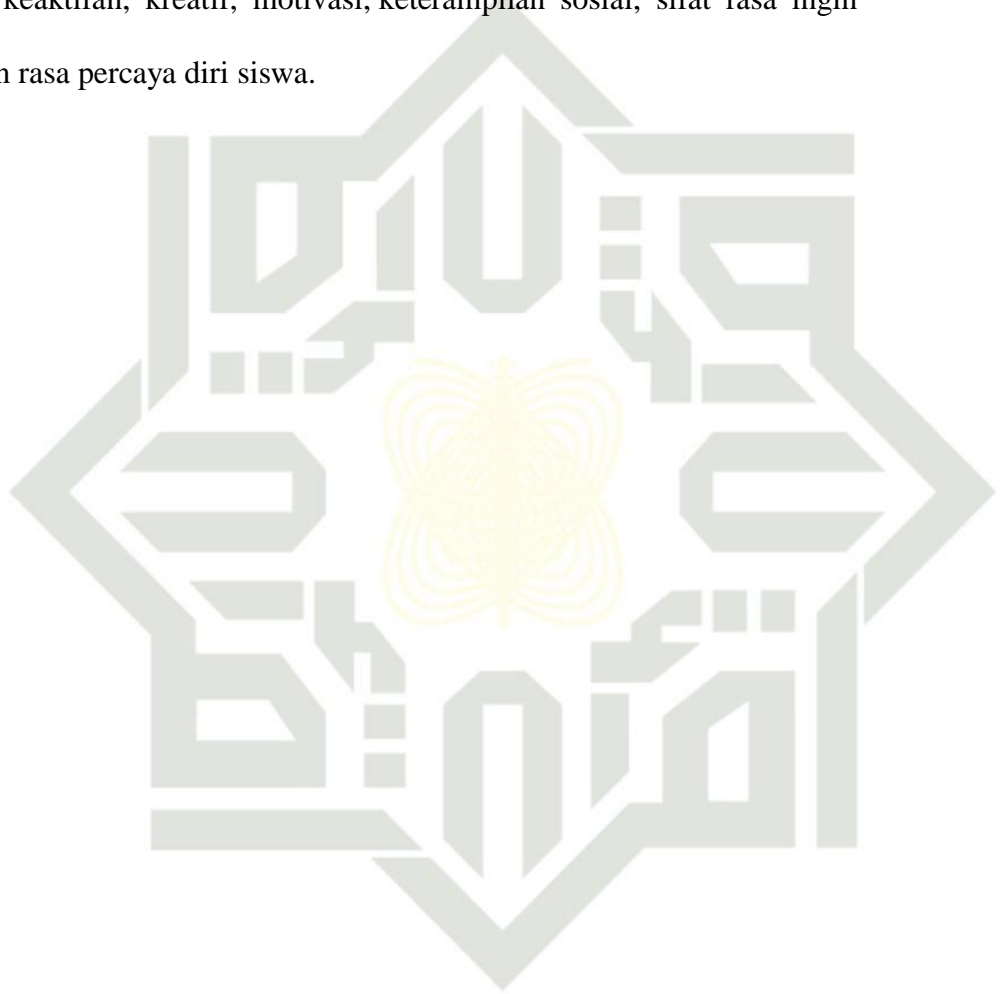 keaktifan, kreatif, motivasi, keterampilan sosial, sifat rasa ingin
n rasa percaya diri siswa.